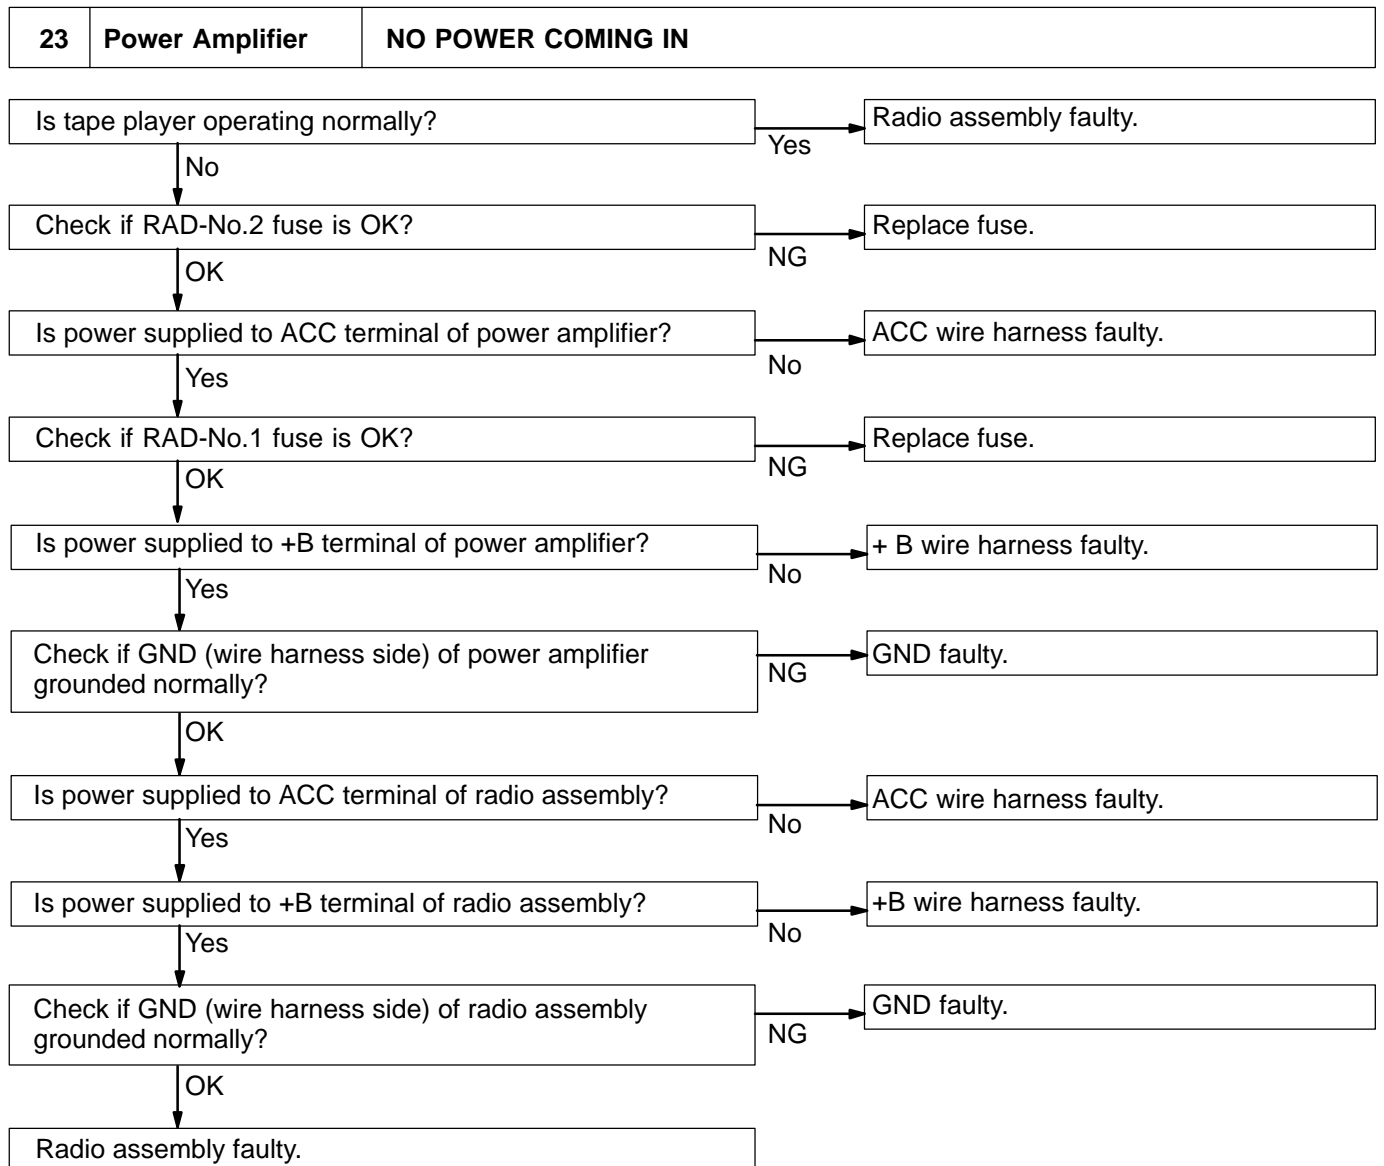 23 Power Amplifier NO POWER COMING IN
Is tape player operating normally?
Yes
Radio assembly faulty.
No
Check if RAD-No.2 fuse is OK?
NG
Replace fuse.
OK
Is power supplied to ACC terminal of power amplifier?
No
ACC wire harness faulty.
Yes
Check if RAD-No.1 fuse is OK?
NG
Replace fuse.
OK
Is power supplied to +B terminal of power amplifier?
No
+ B wire harness faulty.
Yes
Check if GND (wire harness side) of power amplifier
grounded normally?
NG
GND faulty.
OK
Is power supplied to ACC terminal of radio assembly?
No
ACC wire harness faulty.
Yes
Is power supplied to +B terminal of radio assembly?
No
+B wire harness faulty.
Yes
Check if GND (wire harness side) of radio assembly
grounded normally?
NG
GND faulty.
OK
Radio assembly faulty.